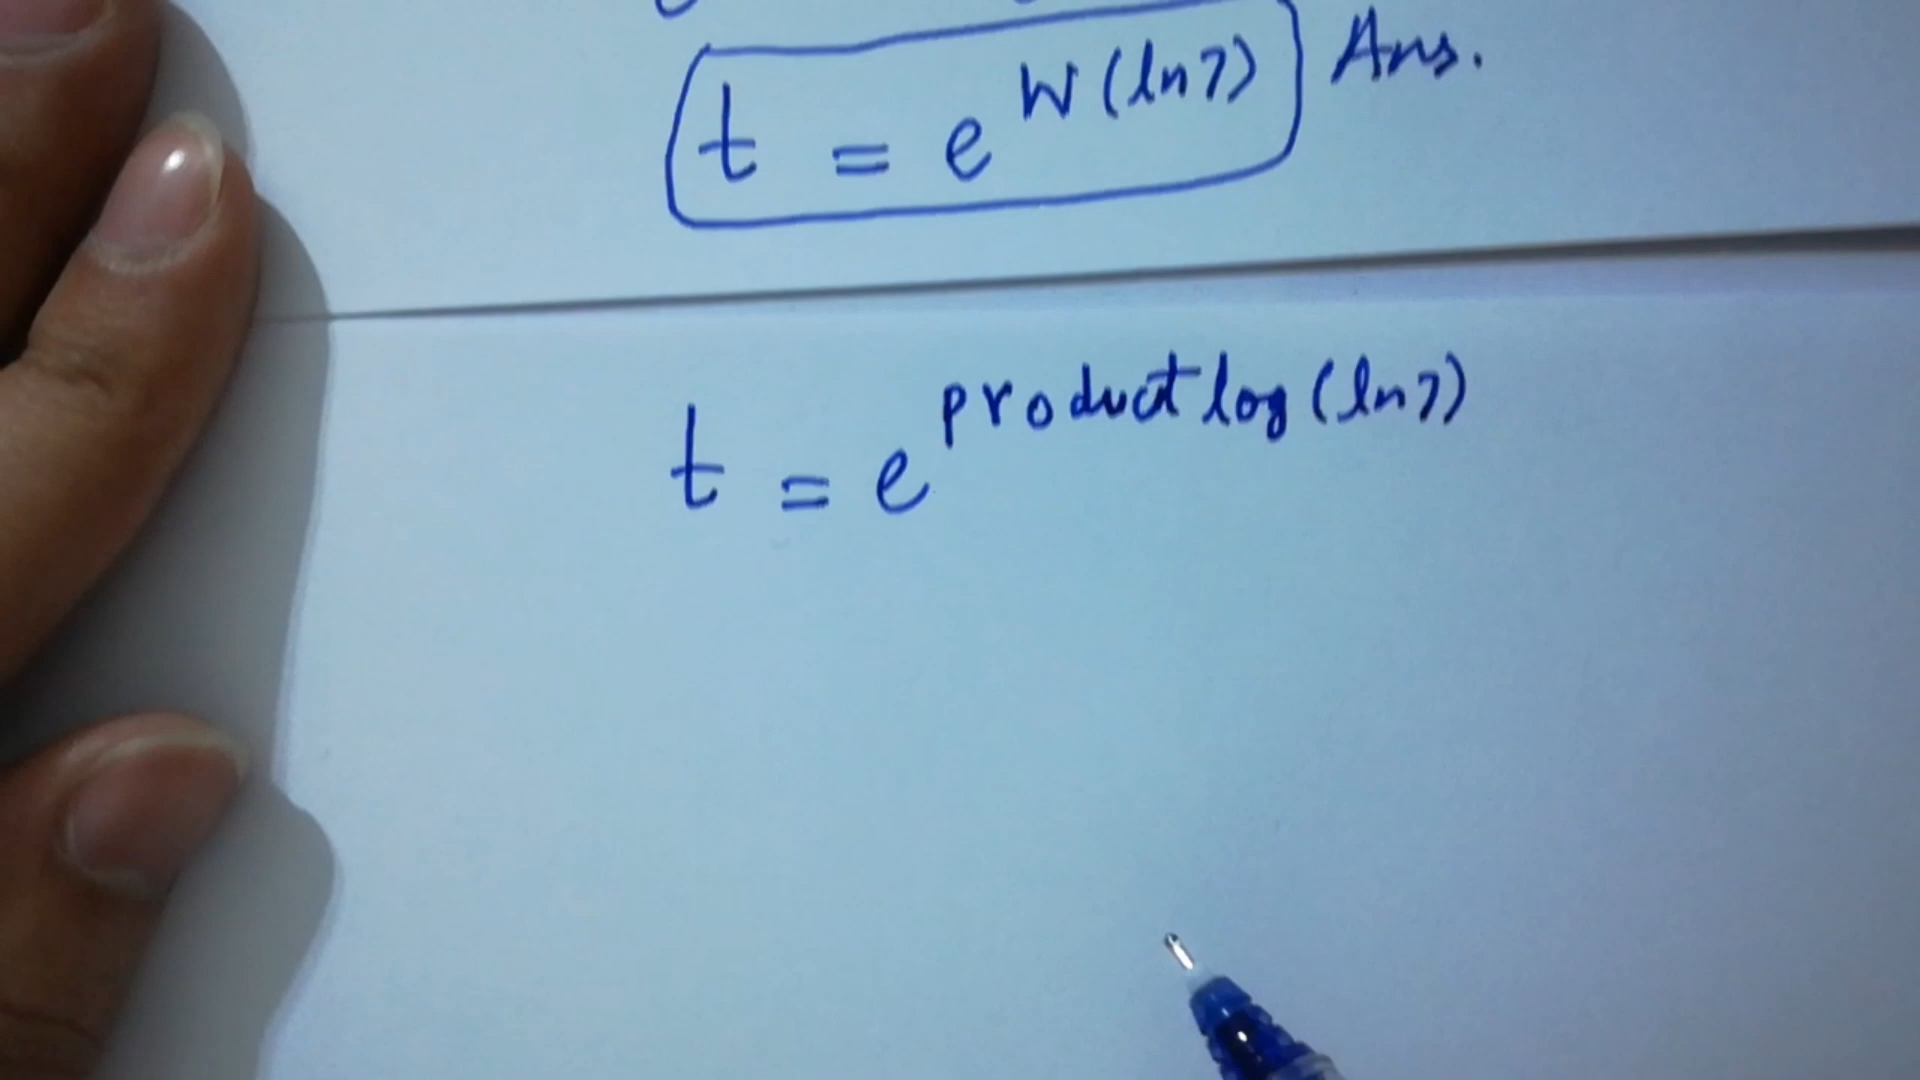 t = e^W(ln7) Ans.
t = e^productlog(ln7)